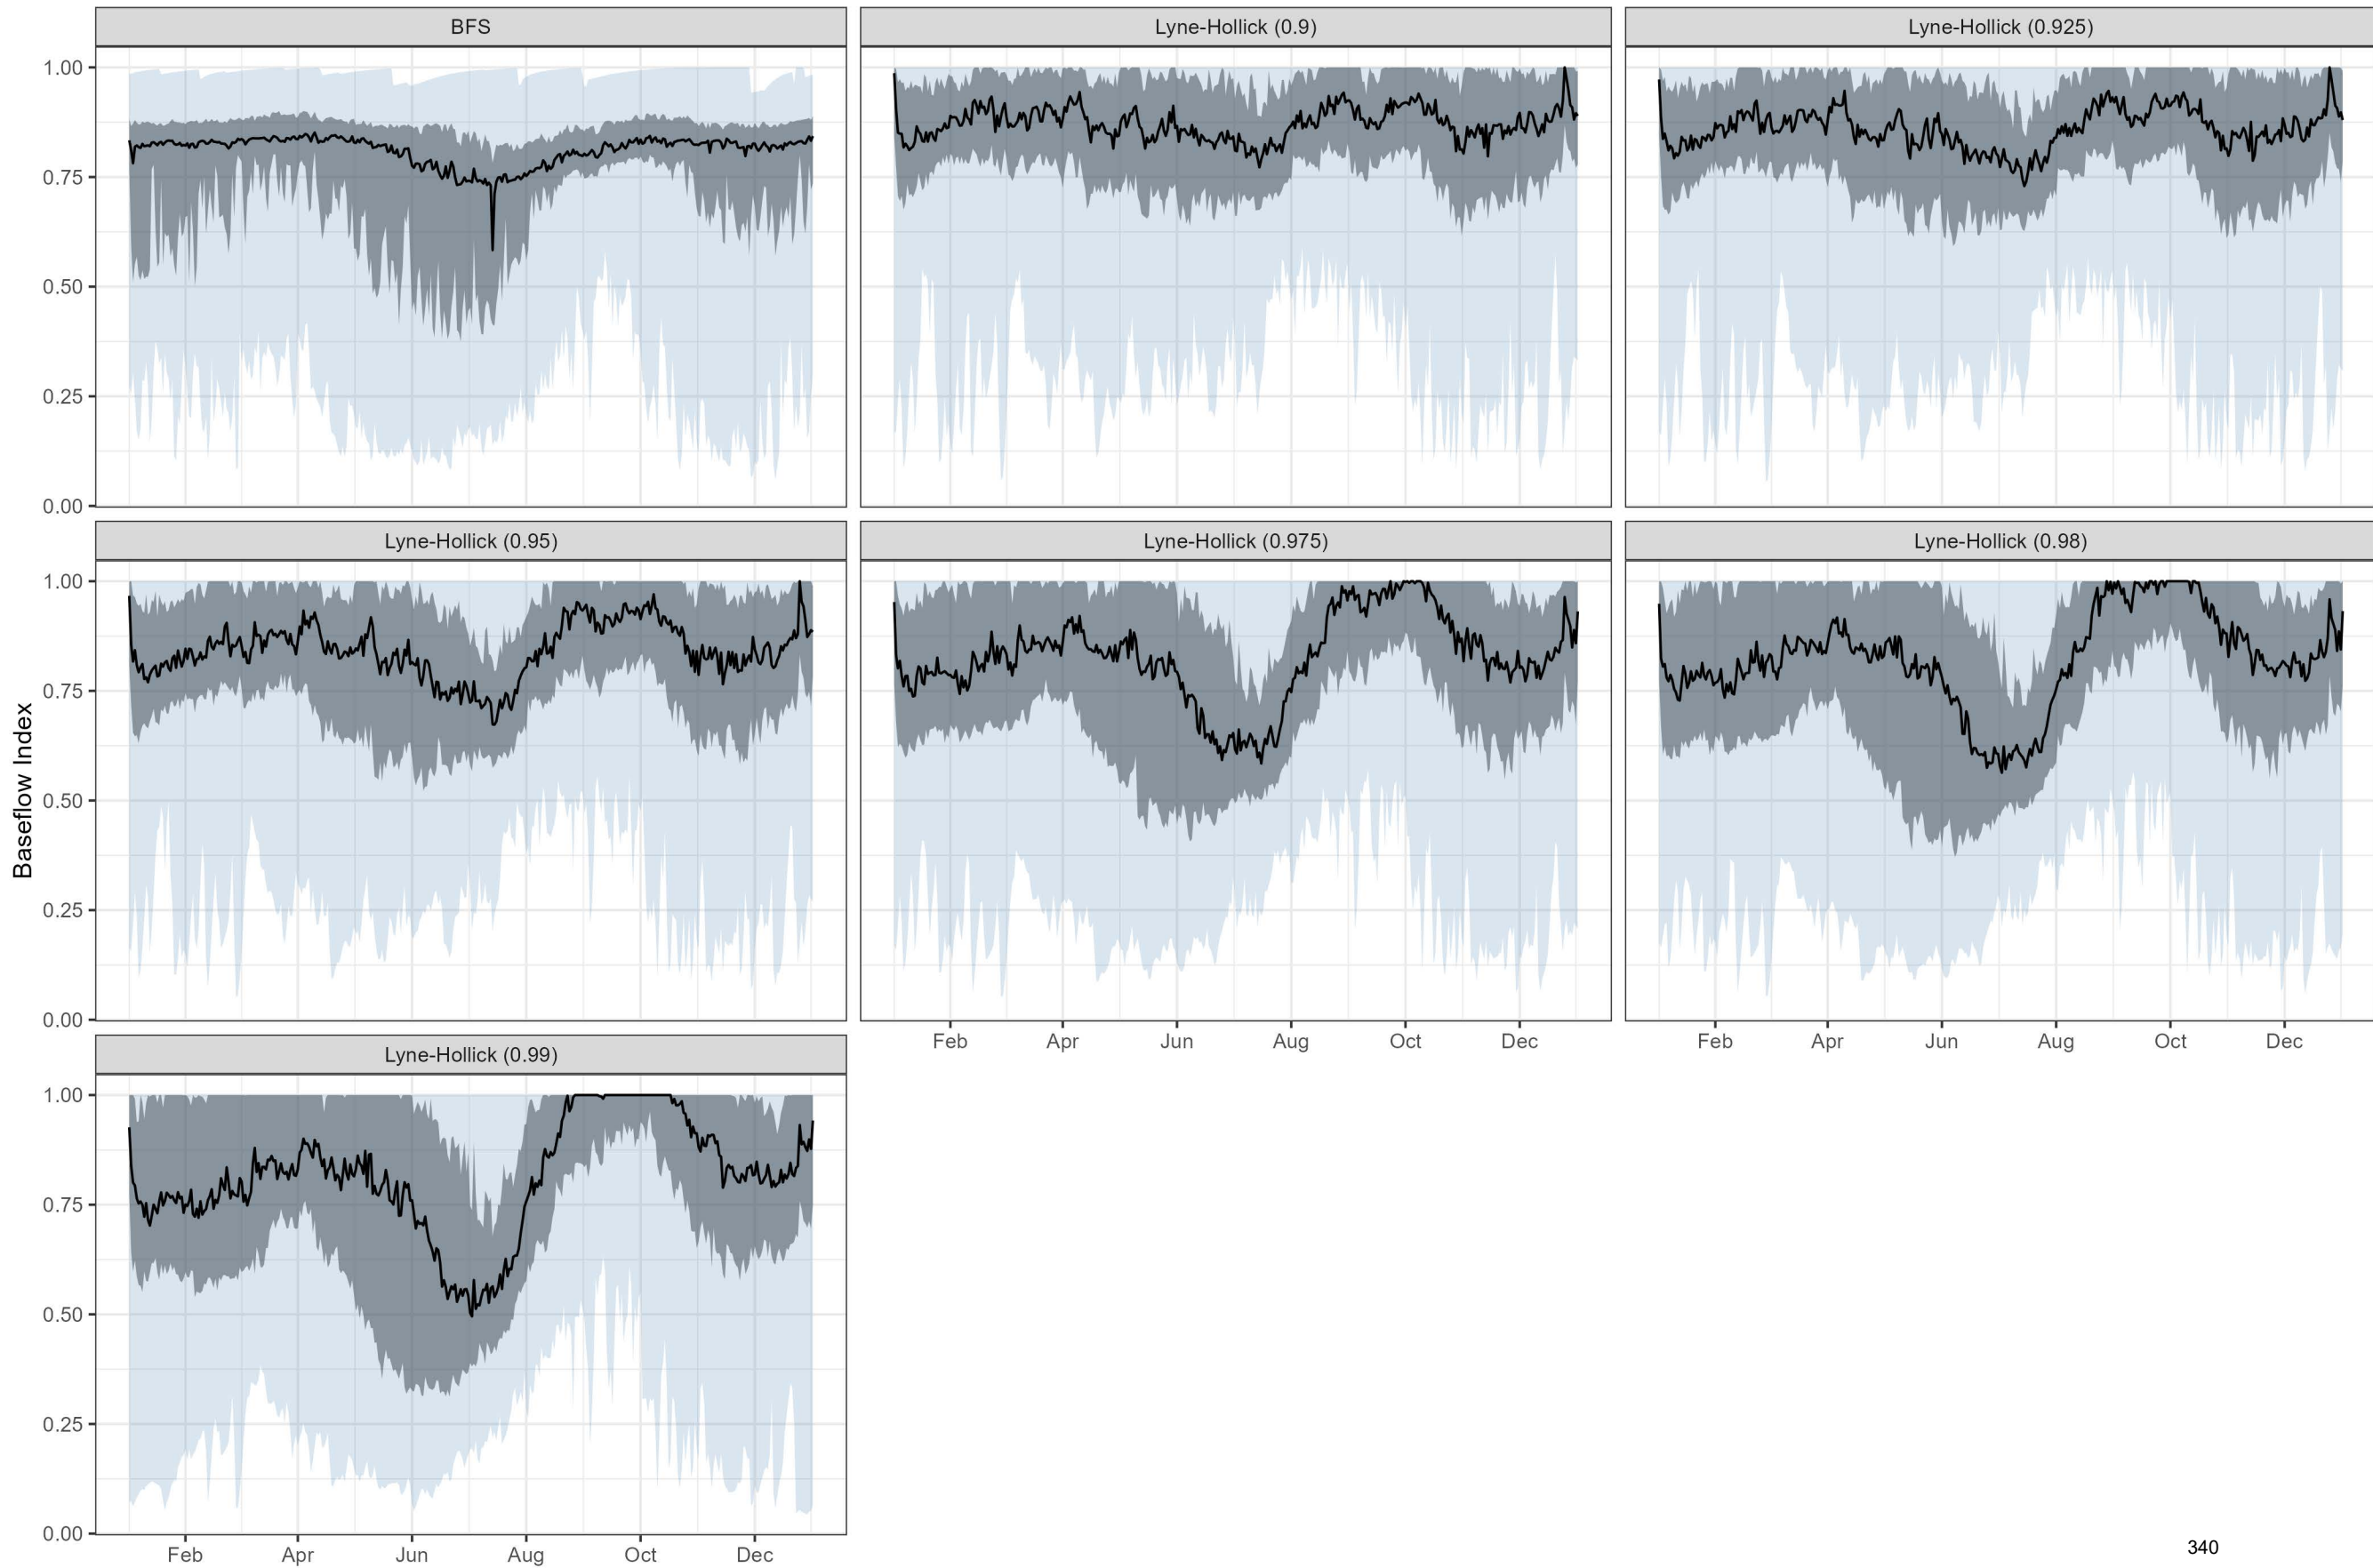 BFS
Lyne-Hollick (0.9)
Lyne-Hollick (0.925)
1.00
0.75
0.50
0.25
0.00
Lyne-Hollick (0.95)
Lyne-Hollick (0.975)
Lyne-Hollick (0.98)
Baseflow Index
1.00
0.75
0.50
0.25
0.00
Feb Apr Jun Aug Oct Dec
Feb Apr Jun Aug Oct Dec
Lyne-Hollick (0.99)
1.00
0.75
0.50
0.25
0.00
Feb Apr Jun Aug Oct Dec
340